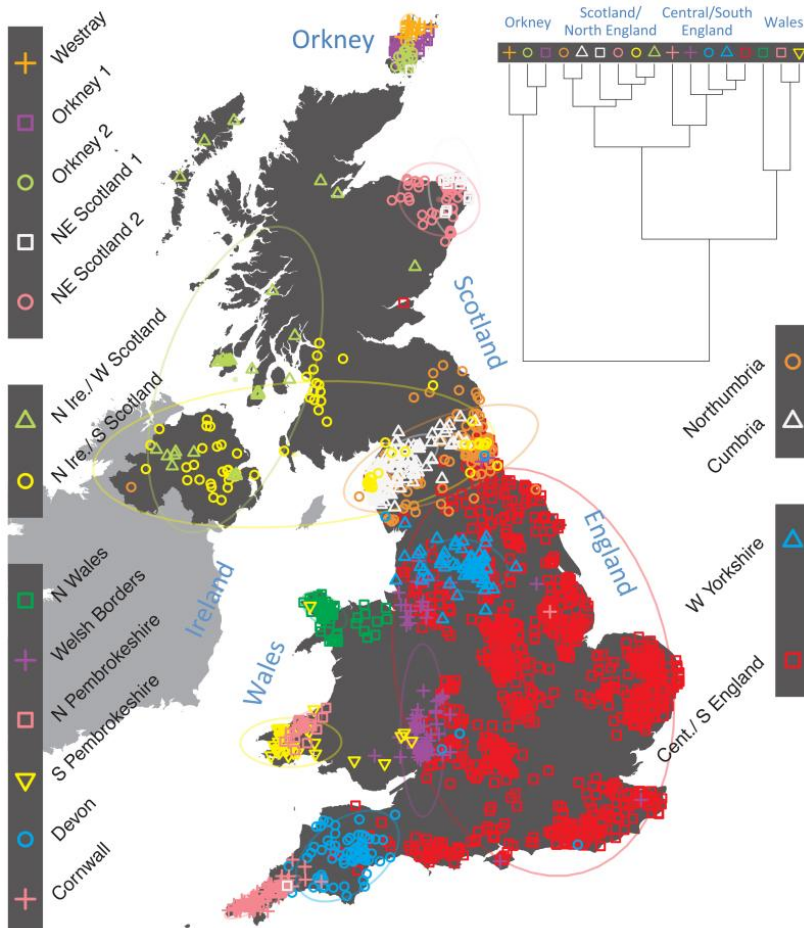 Orkney
Scotland/
North England
Central/South
England
Wales
Westray
Orkney 1
Orkney 2
NE Scotland 1
NE Scotland 2
N Ire./ W Scotland
N Ire./ S Scotland
N Wales
Welsh Borders
N Pembrokeshire
S Pembrokeshire
Devon
Cornwall
Orkney
Scotland
England
Ireland
Wales
Northumbria
Cumbria
W Yorkshire
Cent./ S England